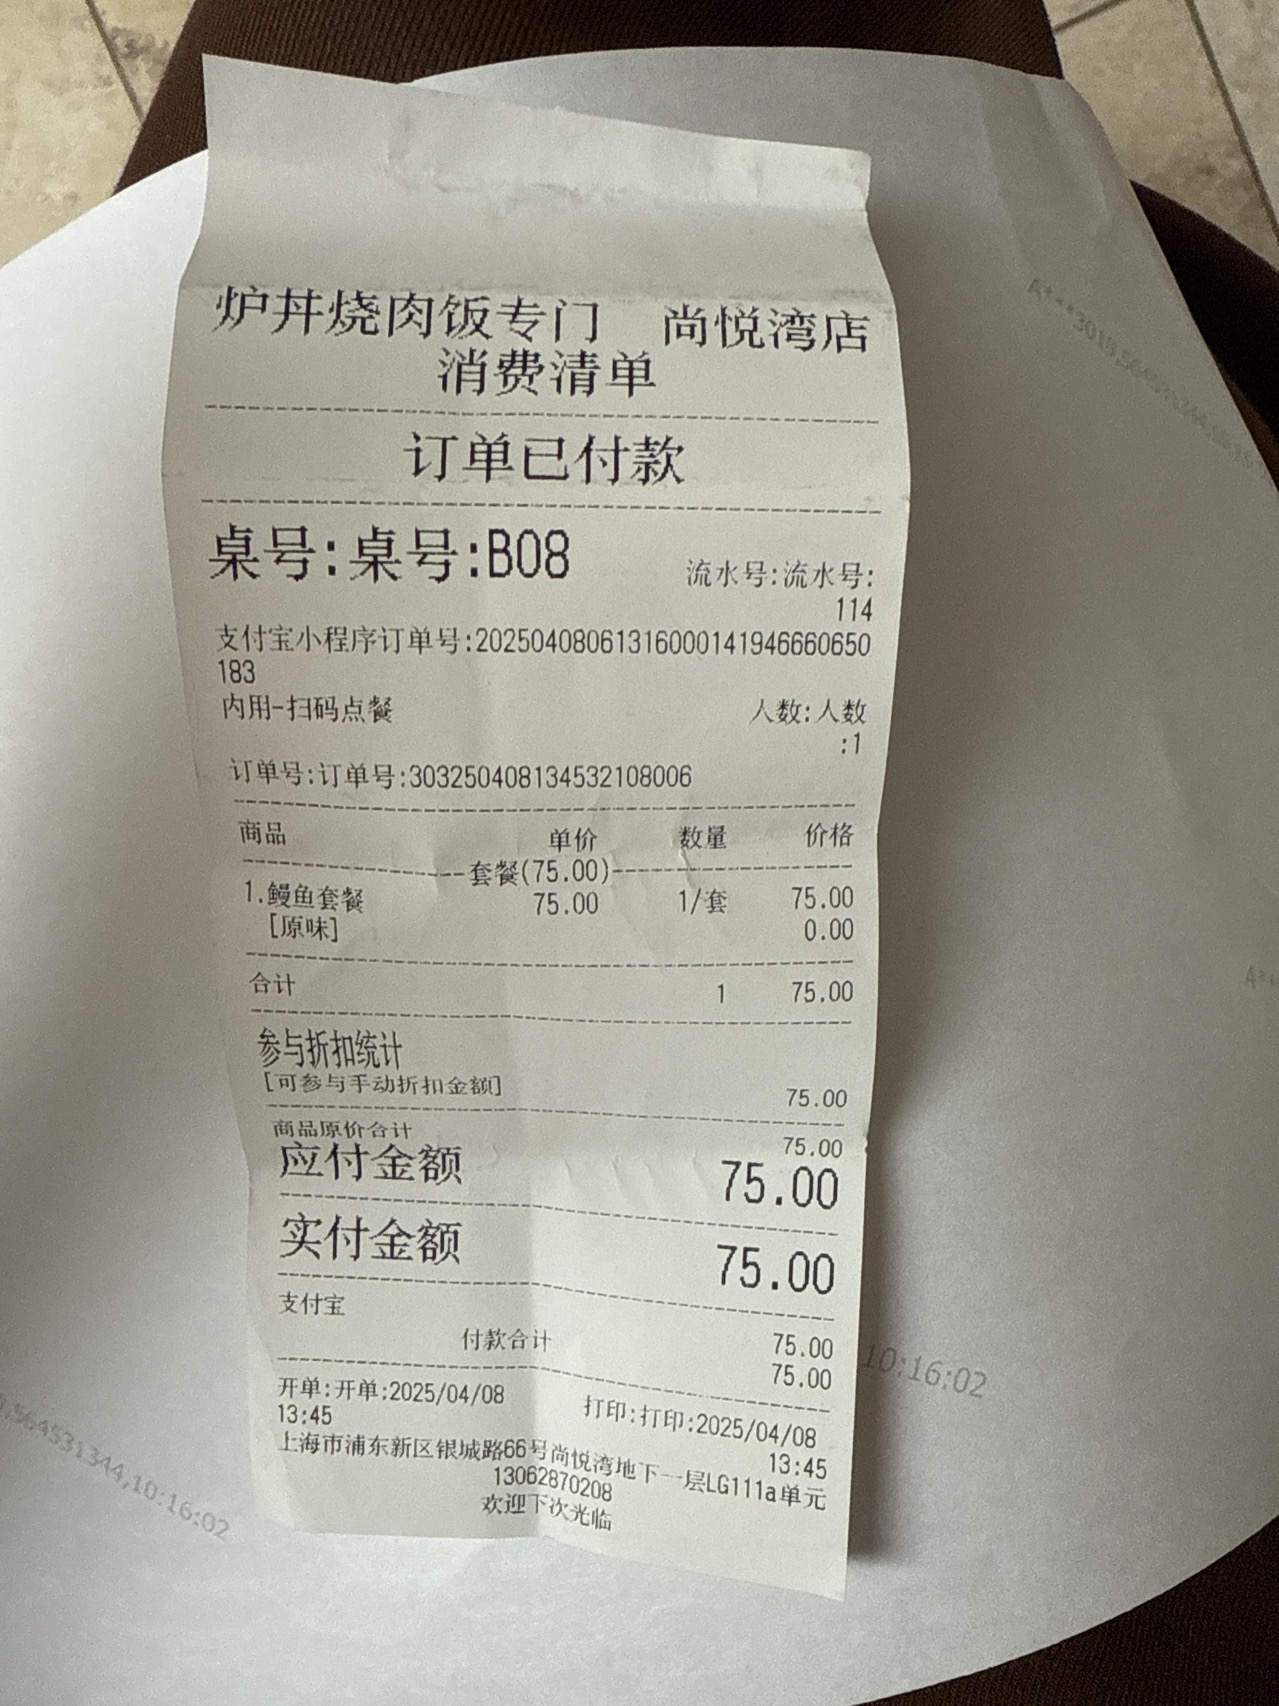 炉丼烧肉饭专门 尚悦湾店
消费清单
订单已付款
桌号:桌号:B08 流水号:流水号:
114
支付宝小程序订单号:20250408061316000141946660650
183
内用-扫码点餐 人数:人数
:1
订单号:订单号:303250408134532108006
商品 单价 数量 价格
套餐(75.00)
1.鳗鱼套餐 75.00 1/套 75.00
[原味] 0.00
合计 1 75.00
参与折扣统计
[可参与手动折扣金额] 75.00
商品原价合计 75.00
应付金额 75.00
实付金额 75.00
支付宝 75.00
付款合计 75.00
开单:开单:2025/04/08 打印:打印:2025/04/08
13:45 13:45
上海市浦东新区银城路66号尚悦湾地下一层LG111a单元
13062870208
欢迎下次光临
10:16:02
564531344,10:16:02